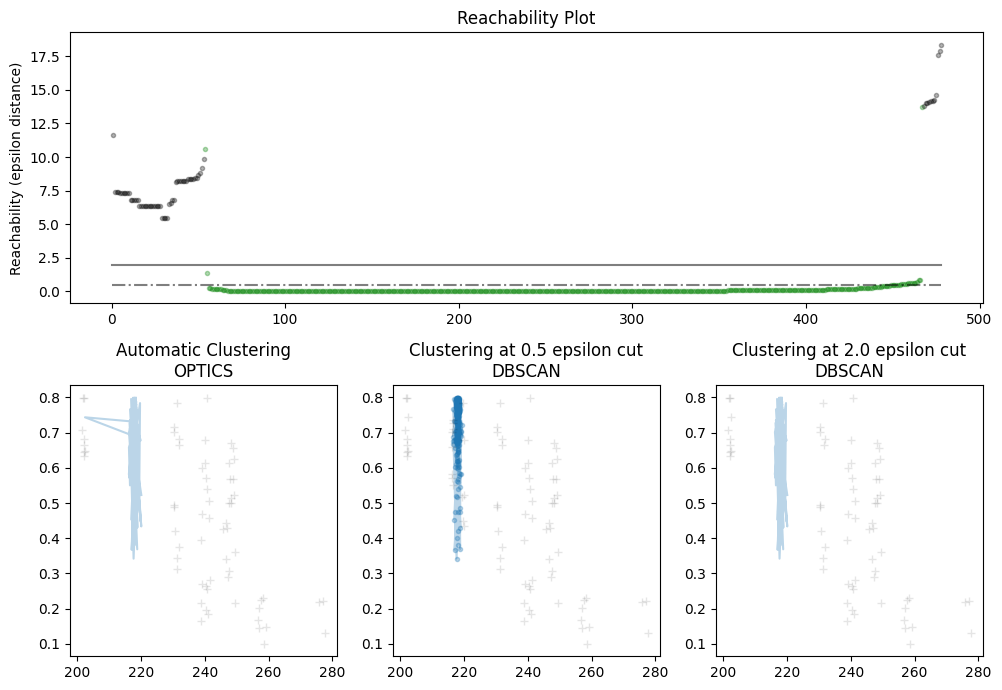 Reachability Plot
Reachability (epsilon distance)
17.5
15.0
12.5
10.0
7.5
5.0
2.5
0.0
0 100 200 300 400 500
Automatic Clustering
OPTICS
0.8
0.7
0.6
0.5
0.4
0.3
0.2
0.1
200 220 240 260 280
Clustering at 0.5 epsilon cut
DBSCAN
0.8
0.7
0.6
0.5
0.4
0.3
0.2
0.1
200 220 240 260 280
Clustering at 2.0 epsilon cut
DBSCAN
0.8
0.7
0.6
0.5
0.4
0.3
0.2
0.1
200 220 240 260 280